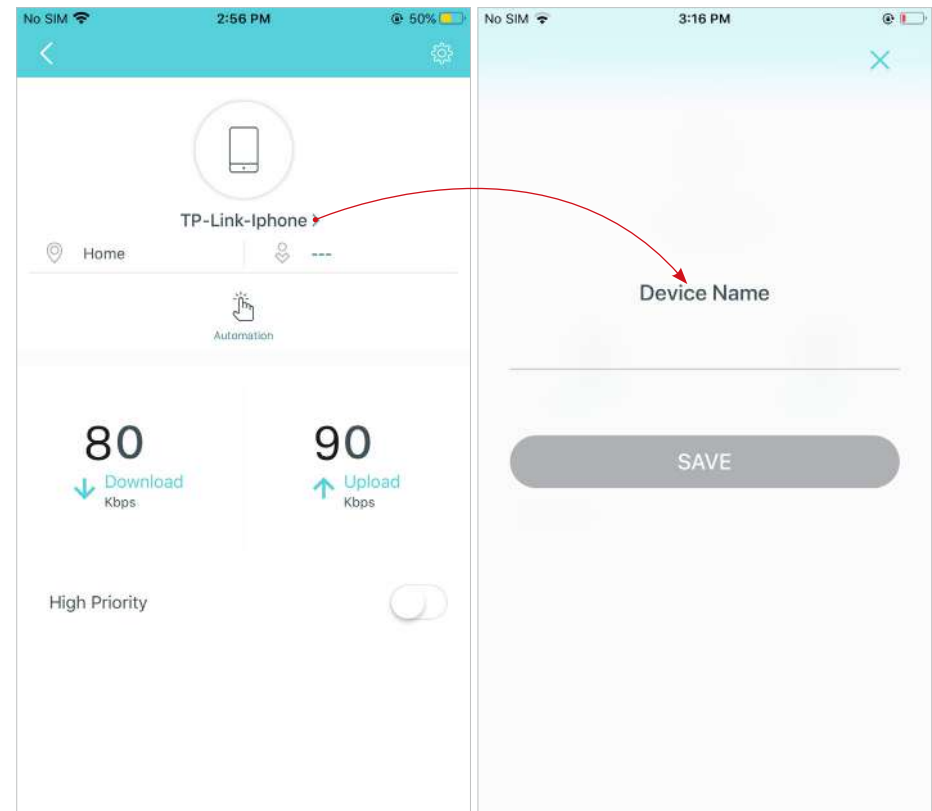 No SIM 2:56 PM 50%
TP-Link-Iphone
Home ---
Automation
80 90
Download Upload
Kbps Kbps
High Priority
No SIM 3:16 PM
Device Name
SAVE